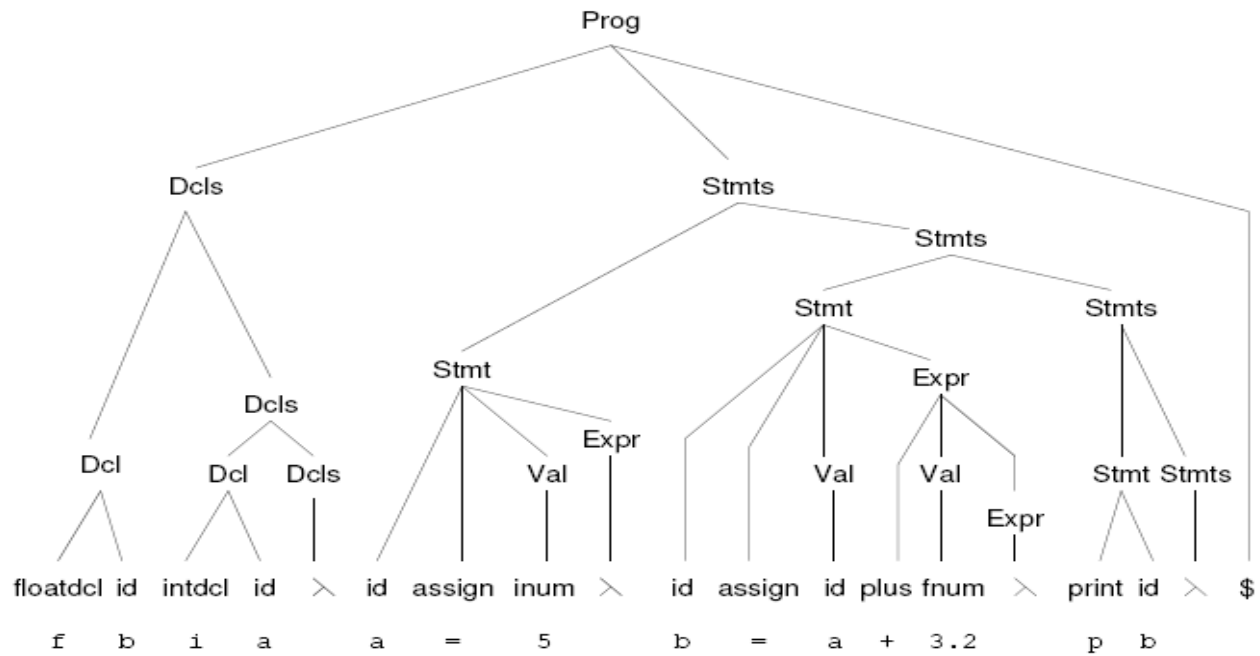 Prog
Dcls Stmts
Stmts
Stmt Stmts
Stmt Expr
Dcls
Expr
Dcl Dcl Dcls Val Val Val Stmt Stmts
Expr
floatdcl id intdcl id λ id assign inum λ id assign id plus fnum λ print id λ $
f b i a a = 5 b = a + 3.2 p b